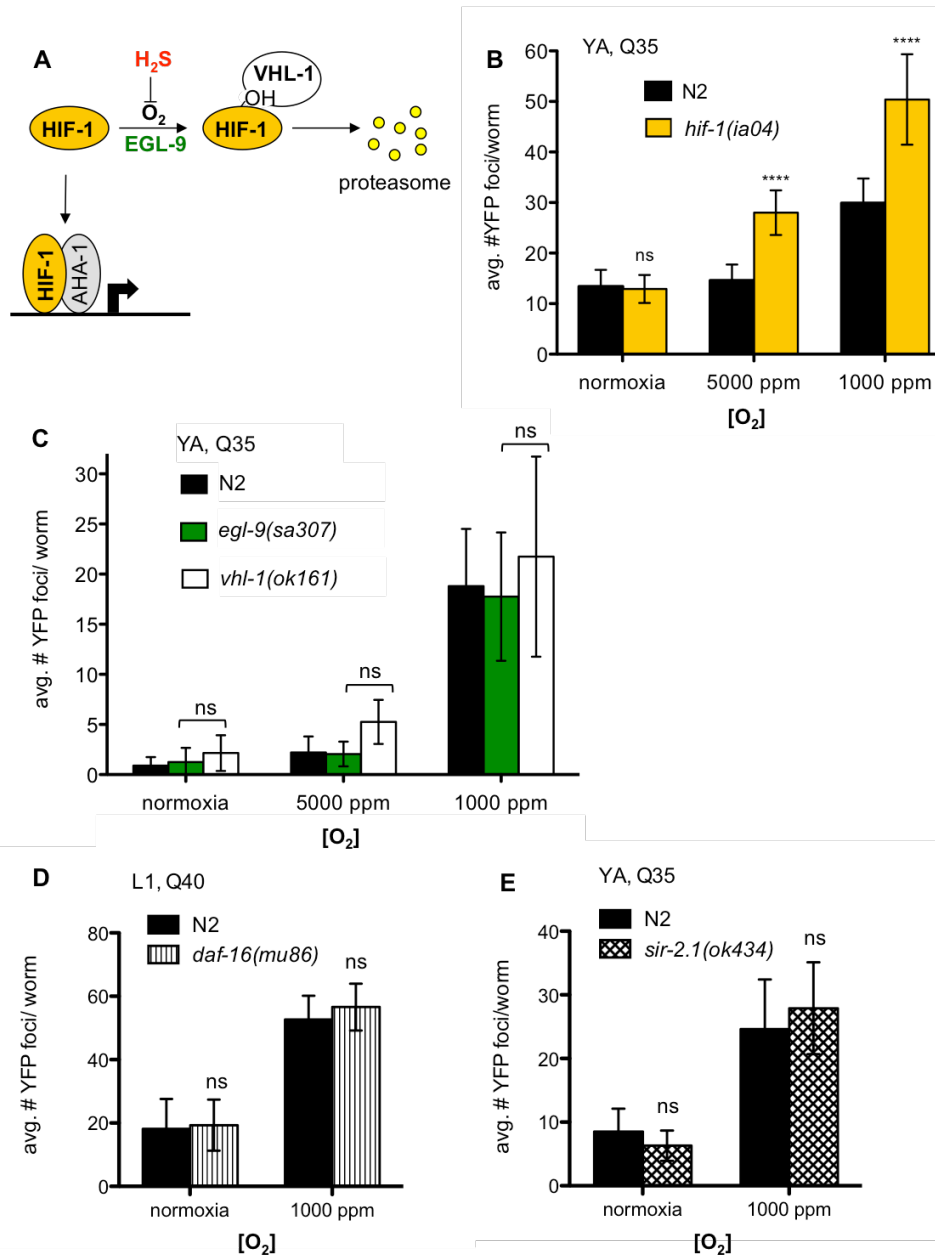 A
H₂S
O₂
EGL-9
HIF-1
VHL-1
OH
HIF-1
proteasome
HIF-1
AHA-1
B
YA, Q35
N2
hif-1(ia04)
avg. #YFP foci/worm
60
50
40
30
20
10
0
ns
****
****
normoxia
5000 ppm
1000 ppm
[O₂]
C
YA, Q35
N2
egl-9(sa307)
vhl-1(ok161)
avg. # YFP foci/ worm
30
25
20
15
10
5
0
ns
ns
ns
normoxia
5000 ppm
1000 ppm
[O₂]
D
L1, Q40
N2
daf-16(mu86)
avg. # YFP foci/ worm
80
60
40
20
0
ns
ns
normoxia
1000 ppm
[O₂]
E
YA, Q35
N2
sir-2.1(ok434)
avg. # YFP foci/worm
40
30
20
10
0
ns
ns
normoxia
1000 ppm
[O₂]